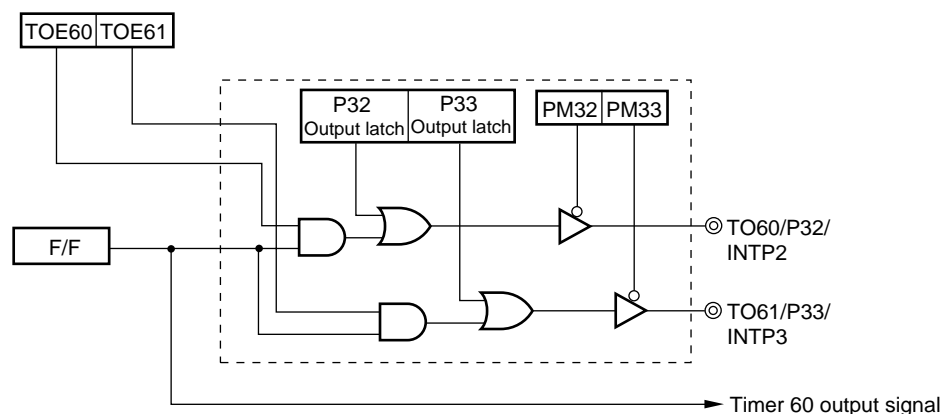 TOE60 TOE61
P32 P33
Output latch Output latch
PM32 PM33
F/F
TO60/P32/
INTP2
TO61/P33/
INTP3
Timer 60 output signal